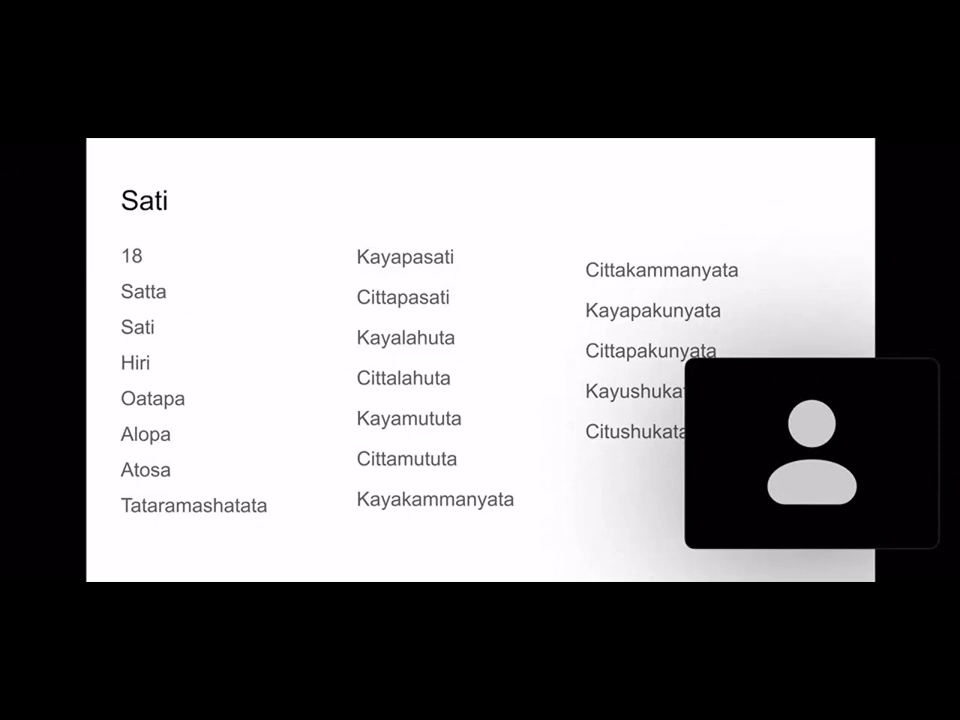 Sati
18
Satta
Sati
Hiri
Oatapa
Alopa
Atosa
Tataramashatata
Kayapasati
Cittapasati
Kayalahuta
Cittalahuta
Kayamututa
Cittamututa
Kayakammanyata
Cittakammanyata
Kayapakunyata
Cittapakunyata
Citushukata